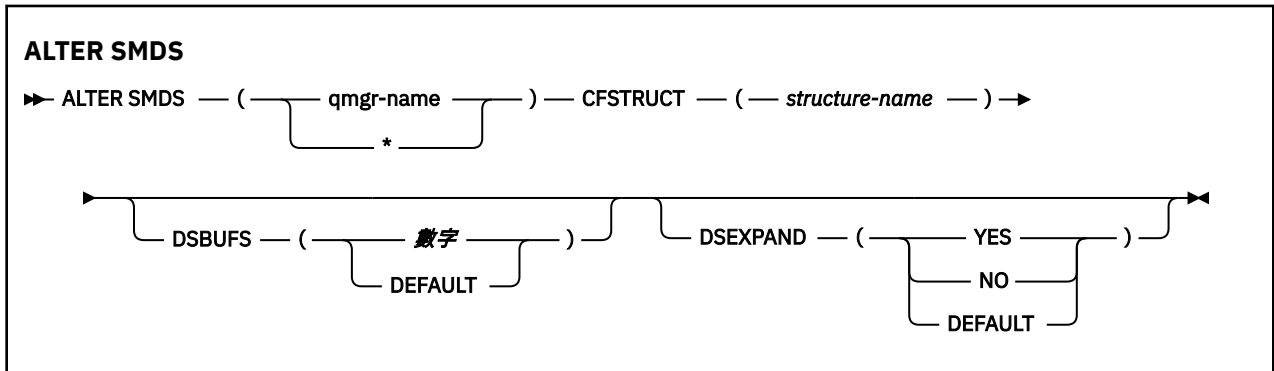 ALTER SMDS
ALTER SMDS ( qmgr-name ) CFSTRUCT ( structure-name )
*
DSBUFS ( 數字 ) DSEXPAND ( YES )
DEFAULT NO
DEFAULT